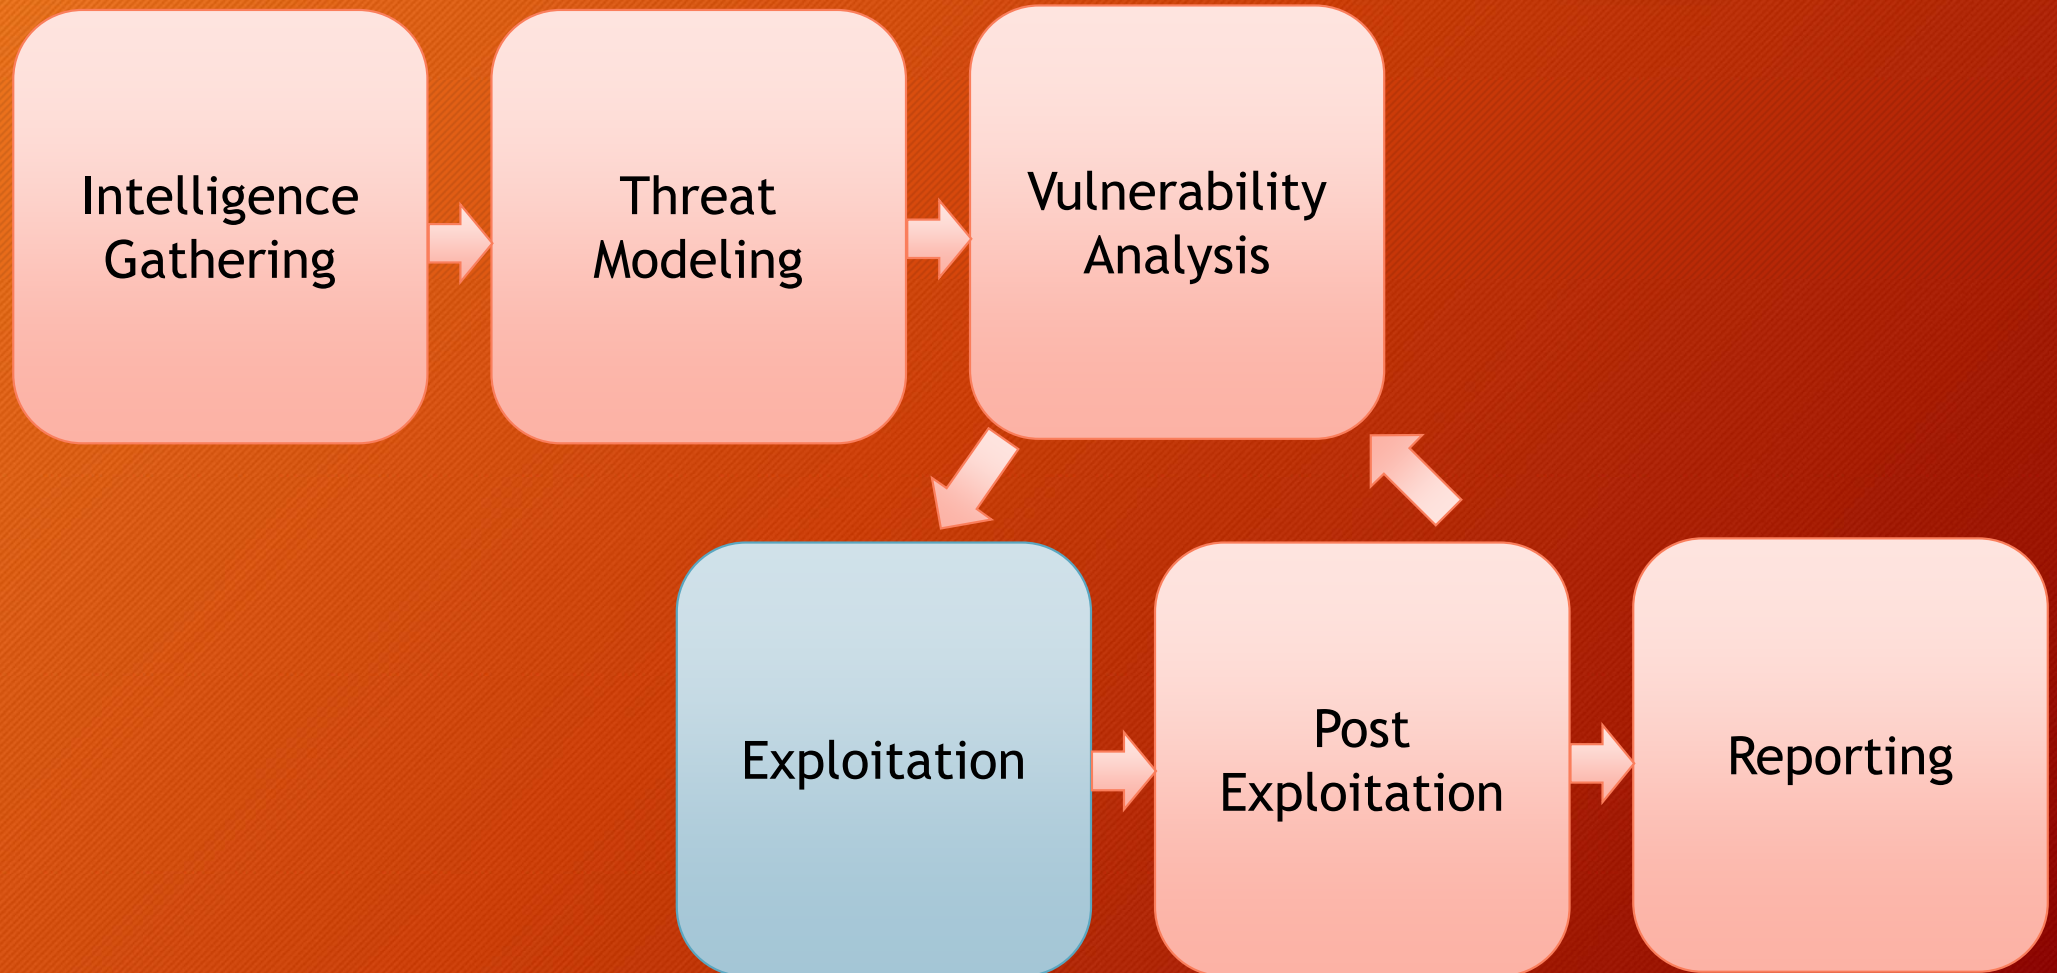 Intelligence
Gathering
Threat
Modeling
Vulnerability
Analysis
Exploitation
Post
Exploitation
Reporting